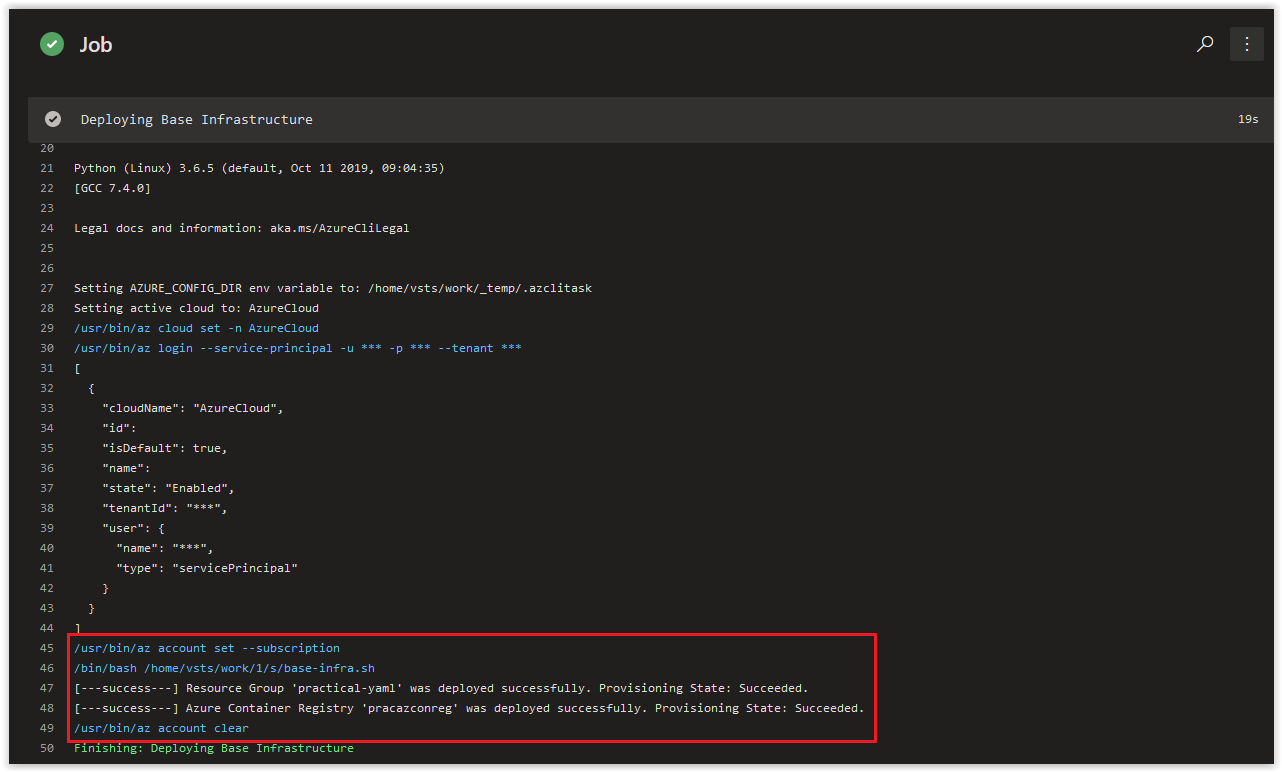 Job
Deploying Base Infrastructure 19s
20
21 Python (Linux) 3.6.5 (default, Oct 11 2019, 09:04:35)
22 [GCC 7.4.0]
23
24 Legal docs and information: aka.ms/AzureCliLegal
25
26
27 Setting AZURE_CONFIG_DIR env variable to: /home/vsts/work/_temp/.azclitask
28 Setting active cloud to: AzureCloud
29 /usr/bin/az cloud set -n AzureCloud
30 /usr/bin/az login --service-principal -u *** -p *** --tenant ***
31 [
32   {
33     "cloudName": "AzureCloud",
34     "id":
35     "isDefault": true,
36     "name":
37     "state": "Enabled",
38     "tenantId": "***",
39     "user": {
40       "name": "***",
41       "type": "servicePrincipal"
42     }
43   }
44 ]
45 /usr/bin/az account set --subscription
46 /bin/bash /home/vsts/work/1/s/base-infra.sh
47 [---success---] Resource Group 'practical-yaml' was deployed successfully. Provisioning State: Succeeded.
48 [---success---] Azure Container Registry 'pracazconreg' was deployed successfully. Provisioning State: Succeeded.
49 /usr/bin/az account clear
50 Finishing: Deploying Base Infrastructure